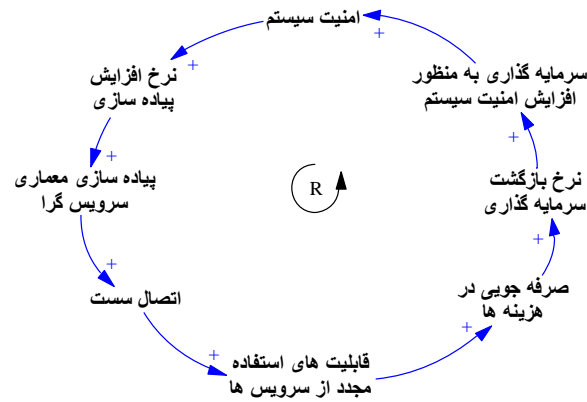 امنیت سیستم
+
نرخ افزایش
پیاده سازی
+
پیاده سازی معماری
سرویس گرا
+
اتصال سست
+
قابلیت های استفاده
مجدد از سرویس ها
+
صرفه جویی در
هزینه ها
+
نرخ بازگشت
سرمایه گذاری
+
سرمایه گذاری به منظور
افزایش امنیت سیستم
+
+
R